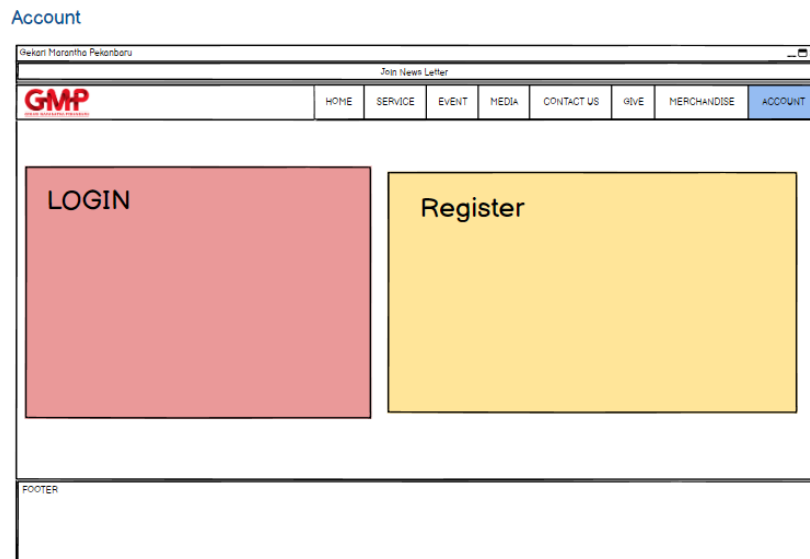 Account
Gekari Marantha Pekanbaru
Join News Letter
GMP
HOME SERVICE EVENT MEDIA CONTACT US GIVE MERCHANDISE ACCOUNT
LOGIN
Register
FOOTER